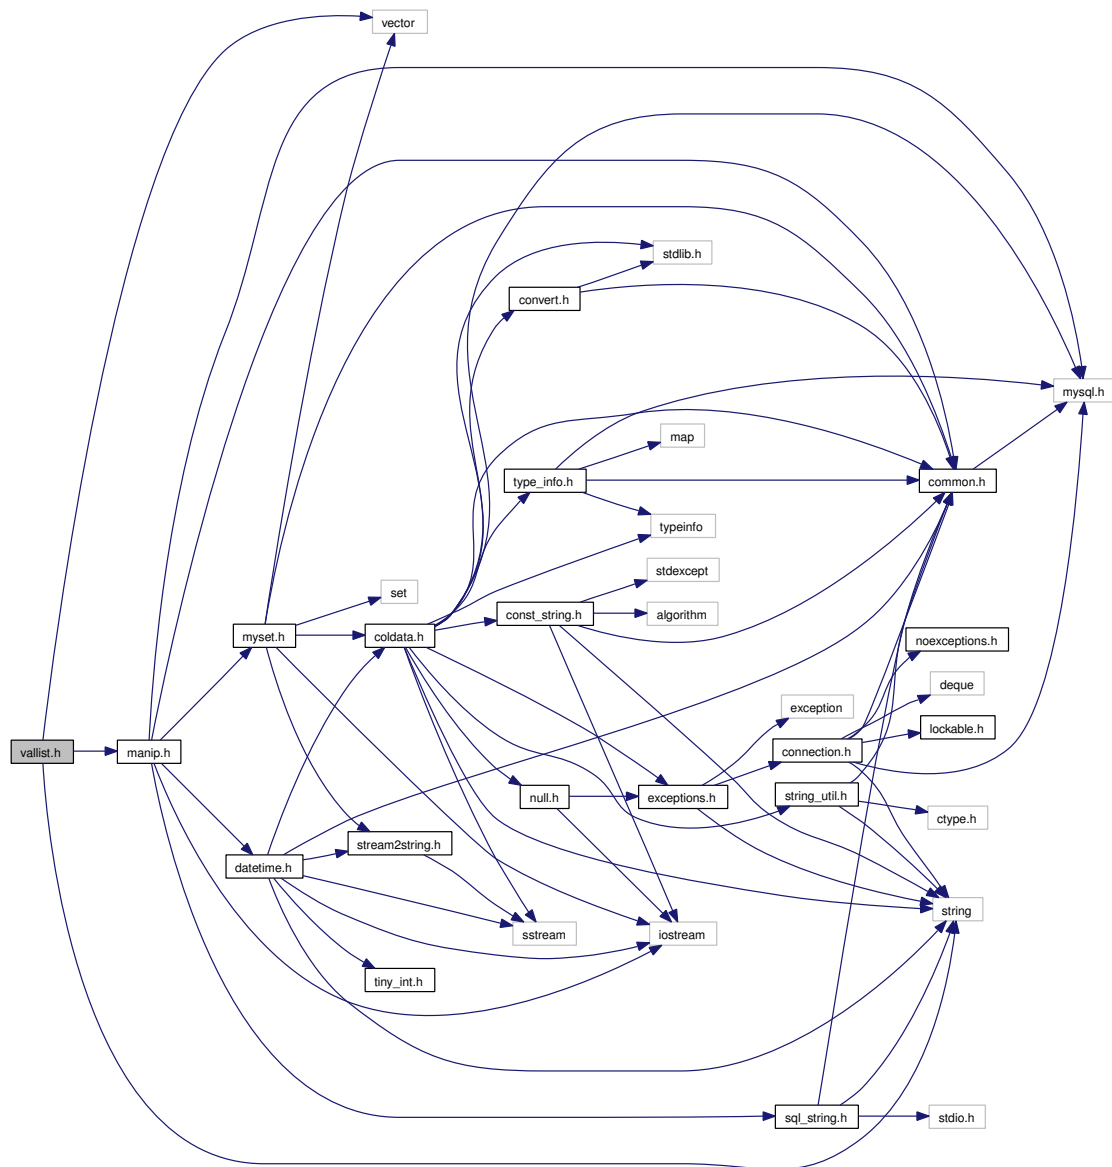 vector
stdlib.h
convert.h
mysql.h
map
type_info.h
common.h
typeinfo
stdexcept
set
const_string.h
algorithm
myset.h
coldata.h
noexceptions.h
deque
exception
lockable.h
vallist.h
manip.h
connection.h
null.h
exceptions.h
string_util.h
ctype.h
stream2string.h
datetime.h
string
sstream
iostream
tiny_int.h
sql_string.h
stdio.h